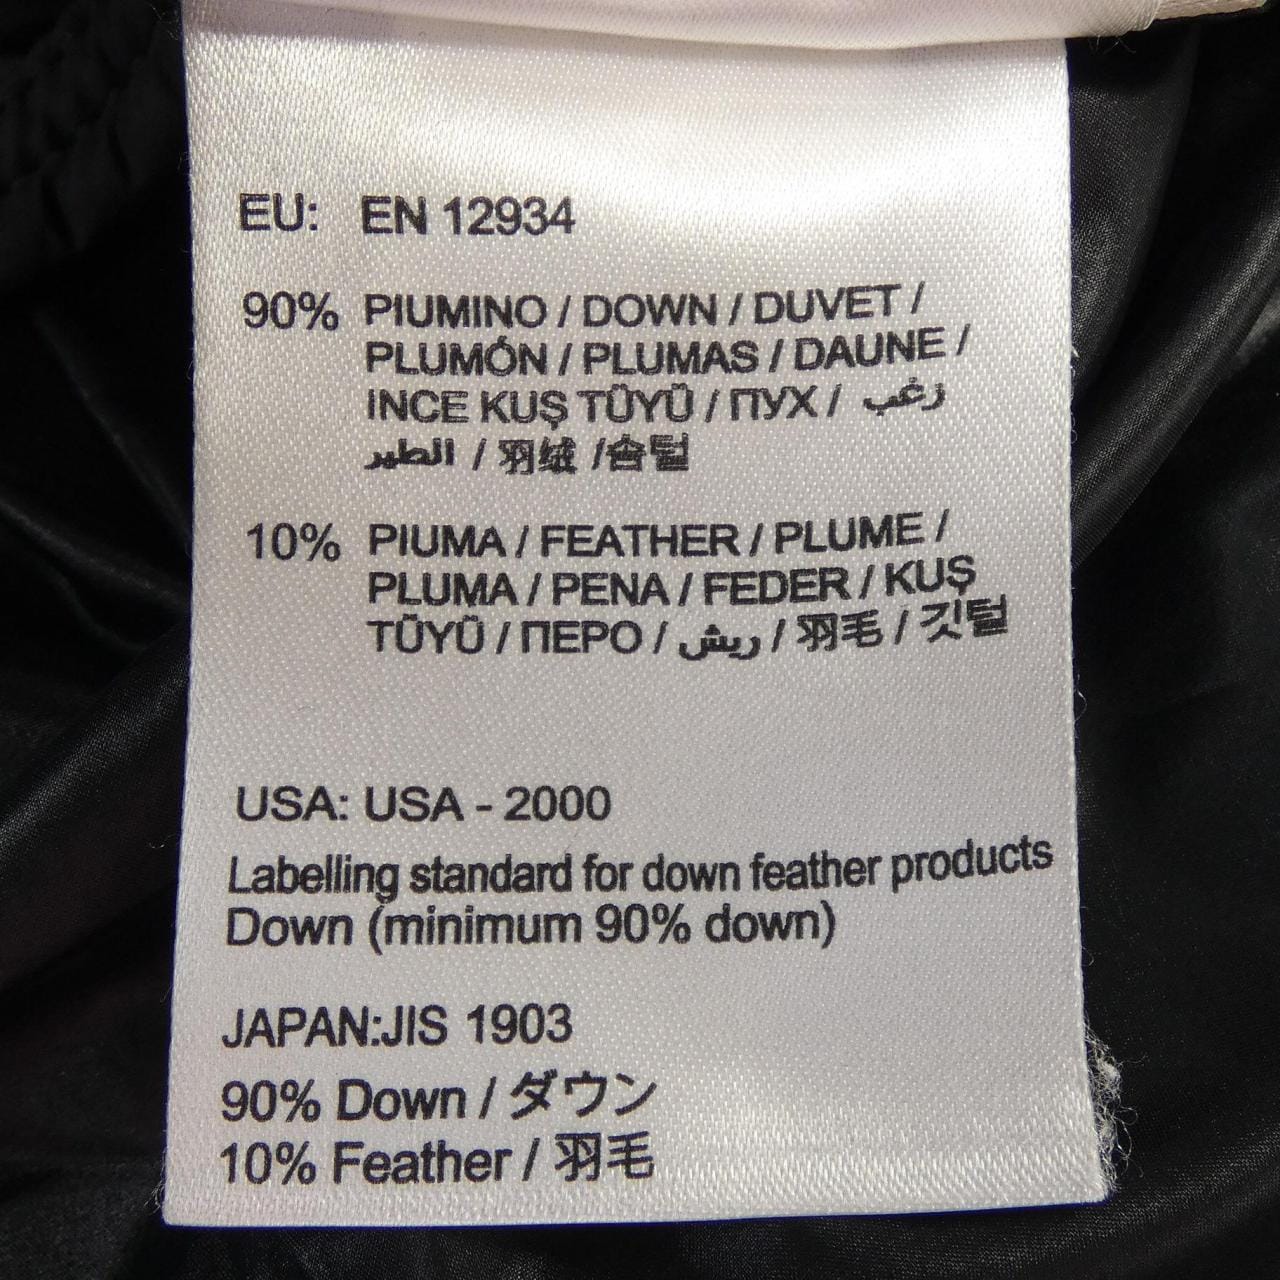 EU: EN 12934
90% PIUMINO / DOWN / DUVET /
PLUMÓN / PLUMAS / DAUNE /
INCE KUŞ TÜYÜ / ПУХ / زغب
الطير / 羽绒 /솜털
10% PIUMA / FEATHER / PLUME /
PLUMA / PENA / FEDER / KUŞ
TÜYÜ / ПЕРО / ريش / 羽毛 / 깃털
USA: USA - 2000
Labelling standard for down feather products
Down (minimum 90% down)
JAPAN:JIS 1903
90% Down / ダウン
10% Feather / 羽毛